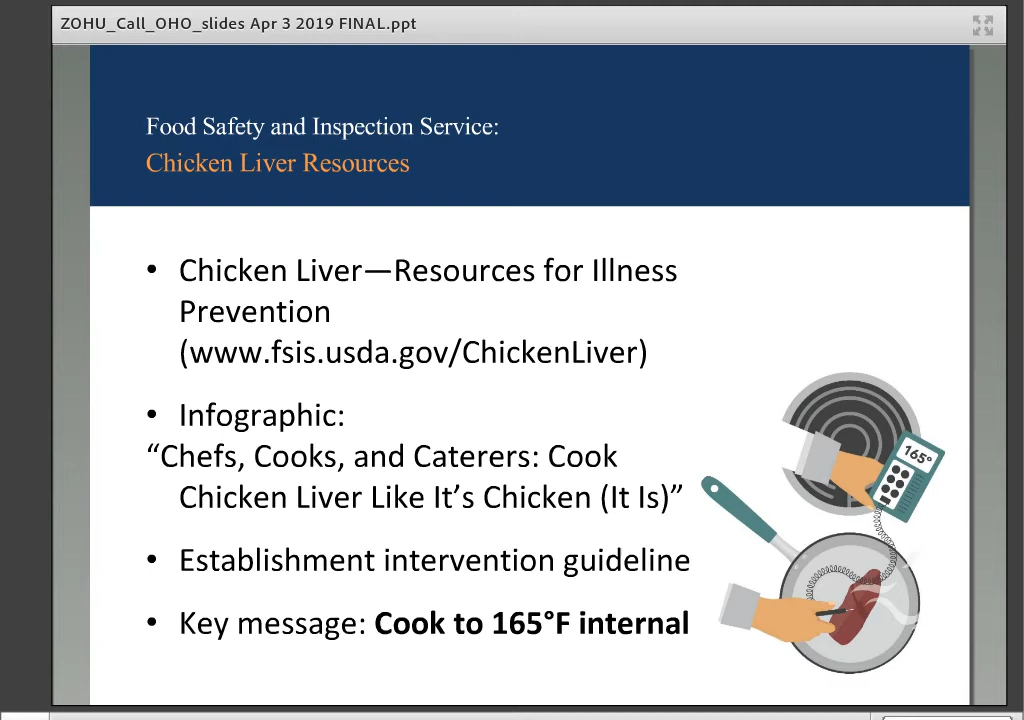 ZOHU_Call_OHO_slides Apr 3 2019 FINAL.ppt
Food Safety and Inspection Service:
Chicken Liver Resources
• Chicken Liver—Resources for Illness
Prevention
(www.fsis.usda.gov/ChickenLiver)
• Infographic:
“Chefs, Cooks, and Caterers: Cook
Chicken Liver Like It’s Chicken (It Is)”
• Establishment intervention guideline
• Key message: Cook to 165°F internal
165°